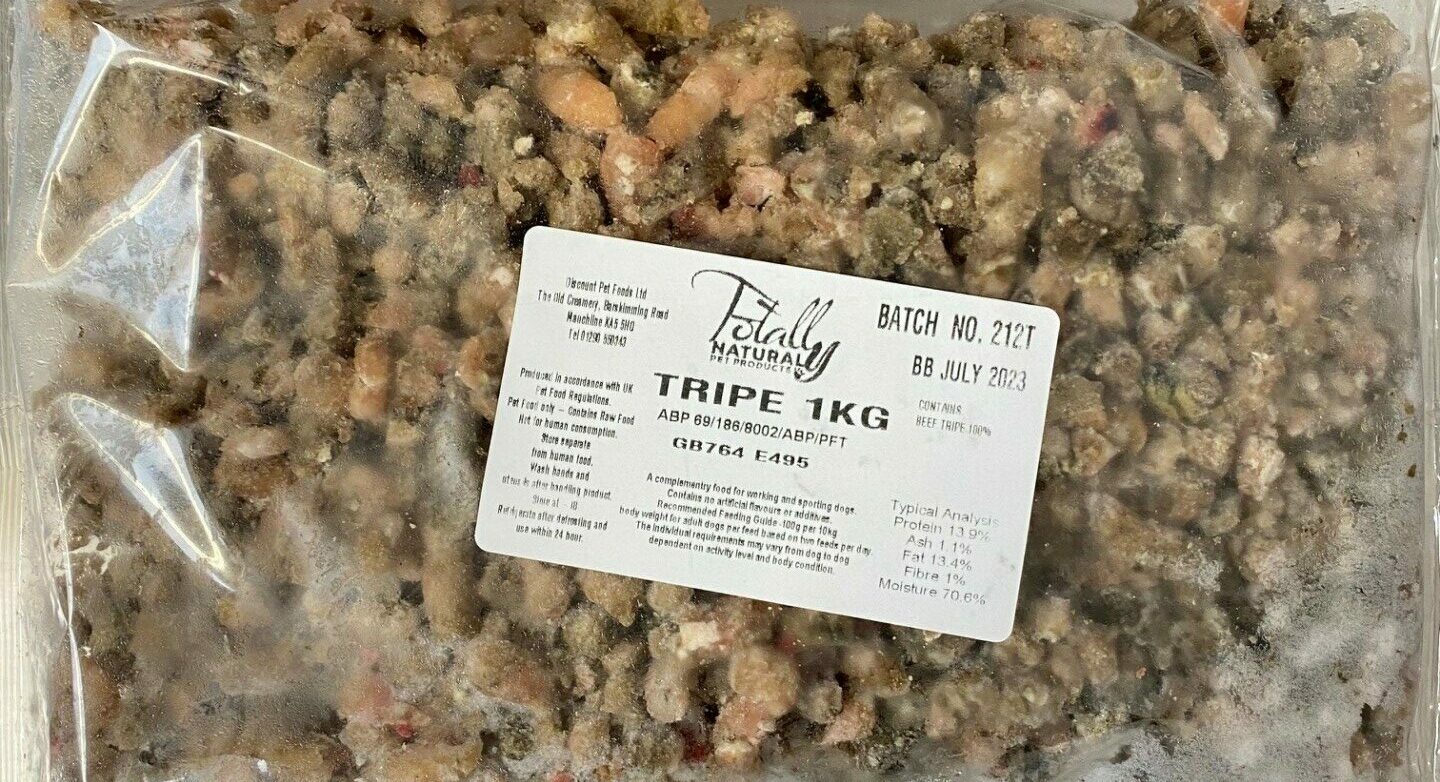 Discount Pet Foods Ltd
The Old Creamery, Barskimming Road
Mauchline KA5 5HQ
Tel 01290 550343
Produced in accordance with UK
Pet Food Regulations.
Pet Food only – Contains Raw Food
Not for human consumption.
Store separate
from human food.
Wash hands and
after handling product.
Store at -18
Refrigerate after defrosting and
use within 24 hour.
Totally
NATURAL
PET PRODUCTS
TRIPE 1KG
ABP 69/186/8002/ABP/PFT
GB764 E495
A complementry food for working and sporting dogs.
Contains no artificial flavours or additives.
Recommended Feeding Guide -100g per 10kg
body weight for adult dogs per feed based on two feeds per day.
The individual requirements may vary from dog to dog
dependent on activity level and body condition.
BATCH NO. 212T
BB JULY 2023
CONTAINS
BEEF TRIPE 100%
Typical Analysis
Protein 13.9%
Ash 1.1%
Fat 13.4%
Fibre 1%
Moisture 70.6%